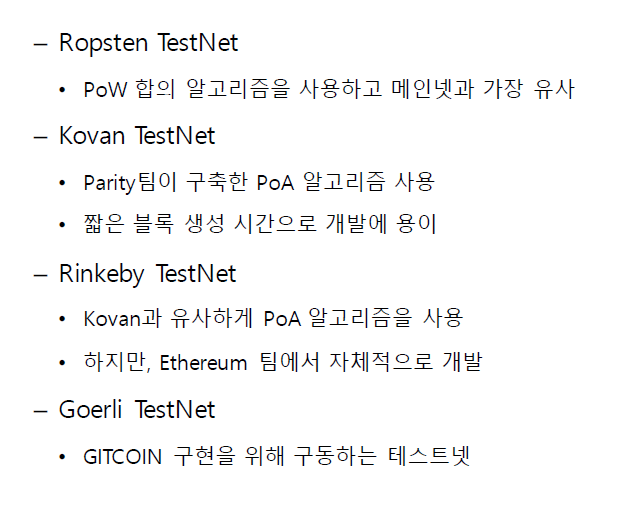 – Ropsten TestNet
• PoW 합의 알고리즘을 사용하고 메인넷과 가장 유사
– Kovan TestNet
• Parity팀이 구축한 PoA 알고리즘 사용
• 짧은 블록 생성 시간으로 개발에 용이
– Rinkeby TestNet
• Kovan과 유사하게 PoA 알고리즘을 사용
• 하지만, Ethereum 팀에서 자체적으로 개발
– Goerli TestNet
• GITCOIN 구현을 위해 구동하는 테스트넷